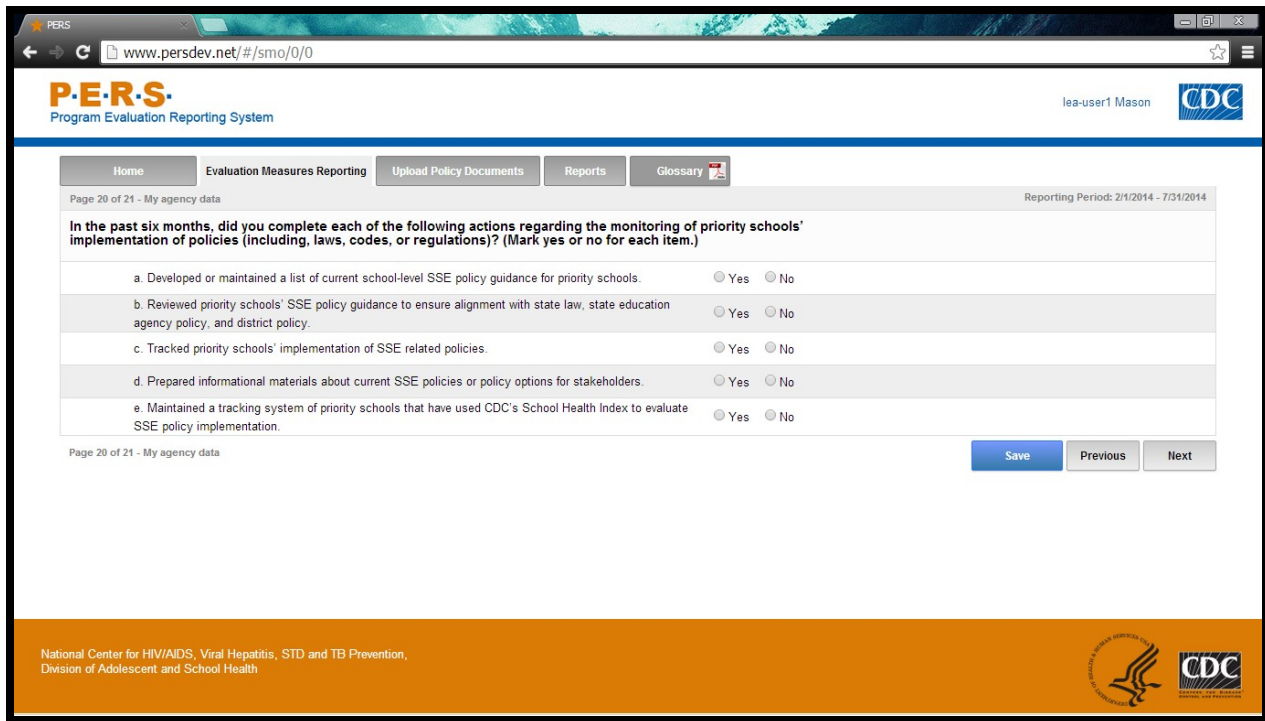 PERS
www.persdev.net/#/smo/0/0
P·E·R·S·
Program Evaluation Reporting System
lea-user1 Mason
CDC
Home
Evaluation Measures Reporting
Upload Policy Documents
Reports
Glossary
Page 20 of 21 - My agency data
Reporting Period: 2/1/2014 - 7/31/2014
In the past six months, did you complete each of the following actions regarding the monitoring of priority schools'
implementation of policies (including, laws, codes, or regulations)? (Mark yes or no for each item.)
a. Developed or maintained a list of current school-level SSE policy guidance for priority schools.
Yes No
b. Reviewed priority schools' SSE policy guidance to ensure alignment with state law, state education
agency policy, and district policy.
Yes No
c. Tracked priority schools' implementation of SSE related policies.
Yes No
d. Prepared informational materials about current SSE policies or policy options for stakeholders.
Yes No
e. Maintained a tracking system of priority schools that have used CDC's School Health Index to evaluate
SSE policy implementation.
Yes No
Page 20 of 21 - My agency data
Save
Previous
Next
National Center for HIV/AIDS, Viral Hepatitis, STD and TB Prevention,
Division of Adolescent and School Health
CDC
CENTERS FOR DISEASE
CONTROL AND PREVENTION